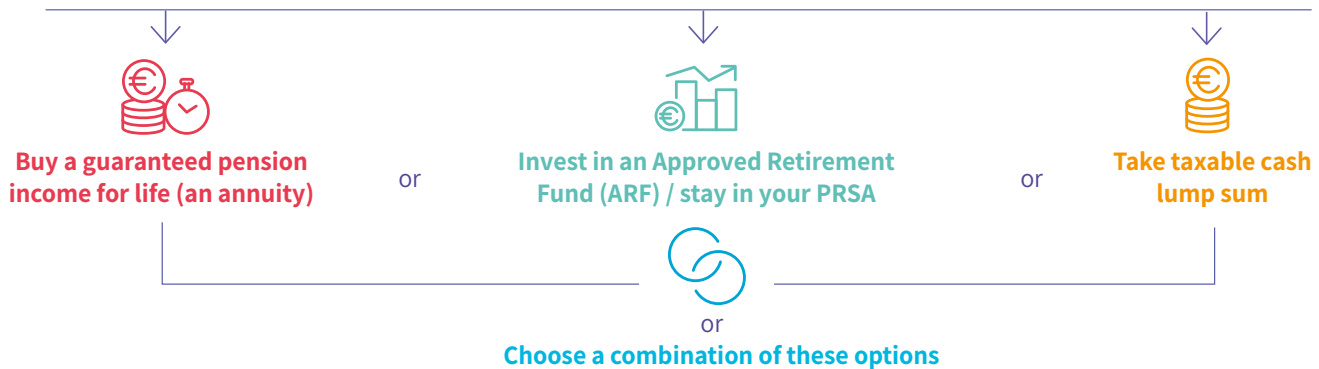 Buy a guaranteed pension
income for life (an annuity)
or
Invest in an Approved Retirement
Fund (ARF) / stay in your PRSA
or
Take taxable cash
lump sum
or
Choose a combination of these options